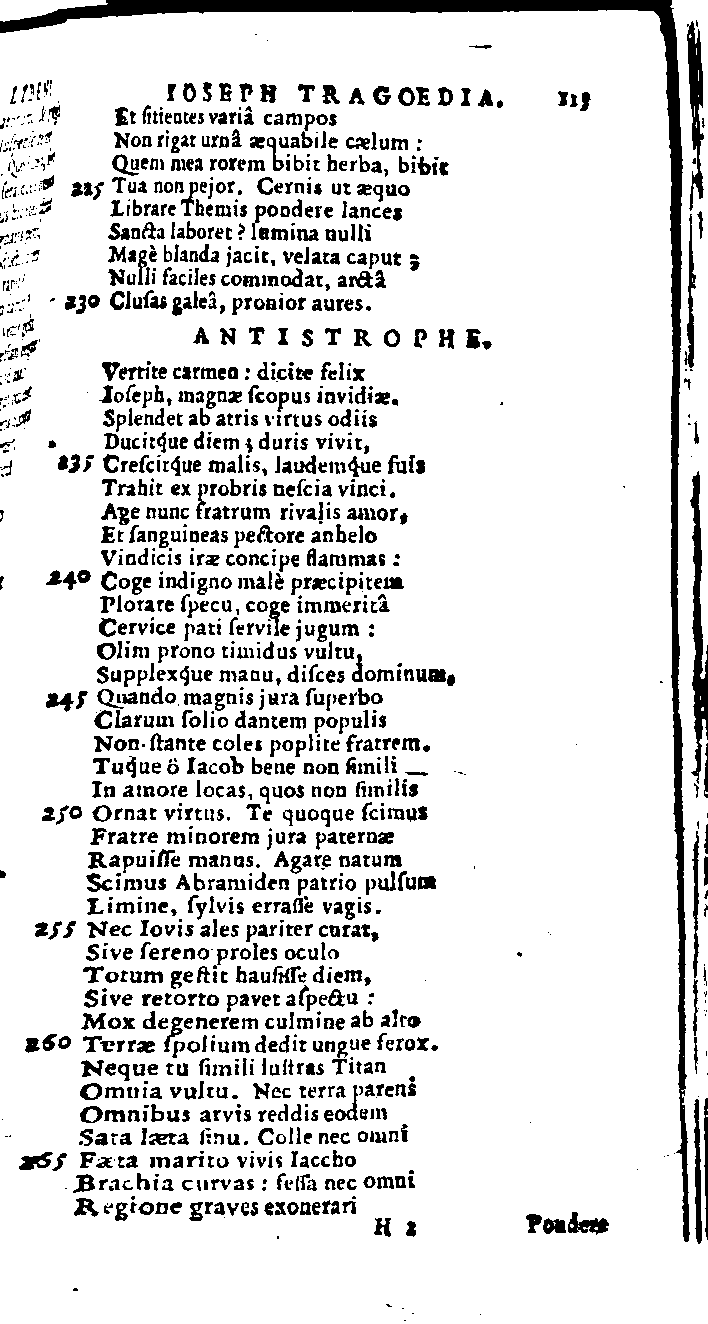 IOSEPH TRAGOEDIA. 115
Et ſitientes variâ campos
Non rigat urnâ æquabile cælum :
Quem mea rorem bibit herba, bibit
225 Tua non pejor. Cernis ut æquo
Librare Themis pondere lances
Sancta laboret ? lumina nulli
Magè blanda jacit, velata caput ;
Nulli faciles commodat, arctâ
230 Cluſas galeâ, pronior aures.
ANTISTROPHE.
Vertite carmen : dicite felix
Ioſeph, magnæ ſcopus invidiæ.
Splendet ab atris virtus odiis
Ducitq́ue diem ; duris vivit,
235 Creſcitq́ue malis, laudemq́ue ſuis
Trahit ex probris neſcia vinci.
Age nunc fratrum rivalis amor,
Et ſanguineas pectore anhelo
Vindicis iræ concipe flammas :
240 Coge indigno malè præcipitem
Plorare ſpecu, coge immeritâ
Cervice pati ſervile jugum :
Olim prono timidus vultu,
Supplexq́ue manu, diſces dominum,
245 Quando magnis jura ſuperbo
Clarum ſolio dantem populis
Non ſtante coles poplite fratrem.
Tuq́ue ô Iacob bene non ſimili
In amore locas, quos non ſimilis
250 Ornat virtus. Te quoque ſcimus
Fratre minorem jura paternæ
Rapuiſſe manus. Agare natum
Scimus Abramiden patrio pulſum
Limine, ſylvis erraſſe vagis.
255 Nec Iovis ales pariter curat,
Sive ſereno proles oculo
Totum geſtit hauſiſſe diem,
Sive retorto pavet aſpectu :
Mox degenerem culmine ab alto
260 Terræ ſpolium dedit ungue ferox.
Neque tu ſimili luſtras Titan
Omnia vultu. Nec terra parens
Omnibus arvis reddis eodem
Sata læta ſinu. Colle nec omni
265 Fæta marito vivis Iaccho
Brachia curvas : feſſa nec omni
Regione graves exonerari
H 2 Pondere